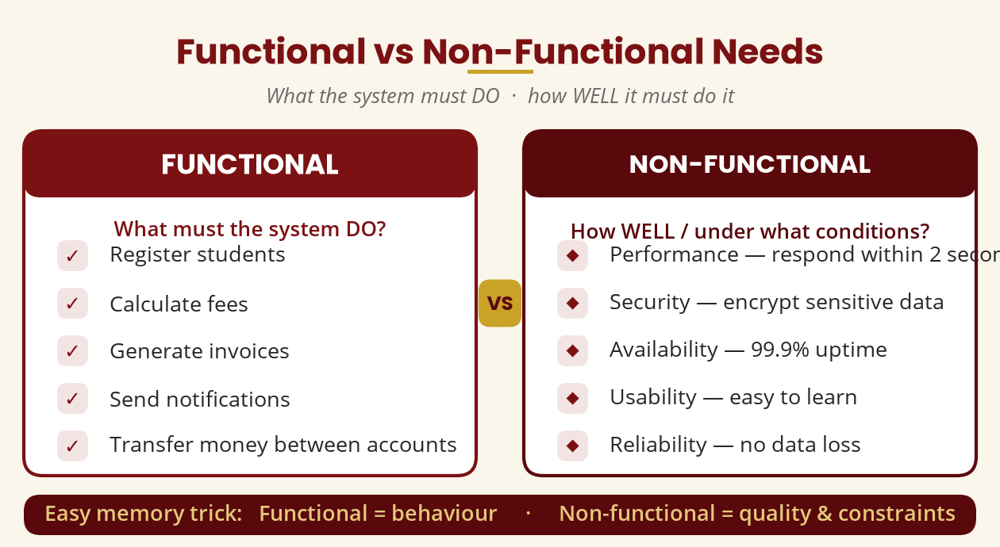 Functional vs Non-Functional Needs
What the system must DO · how WELL it must do it
FUNCTIONAL
What must the system DO?
✓ Register students
✓ Calculate fees
✓ Generate invoices
✓ Send notifications
✓ Transfer money between accounts
VS
NON-FUNCTIONAL
How WELL / under what conditions?
◆ Performance — respond within 2 secon
◆ Security — encrypt sensitive data
◆ Availability — 99.9% uptime
◆ Usability — easy to learn
◆ Reliability — no data loss
Easy memory trick: Functional = behaviour · Non-functional = quality & constraints